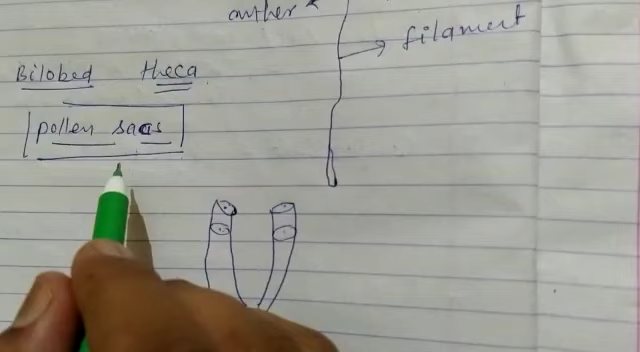 anther
filament
Bilobed theca
pollen sacs